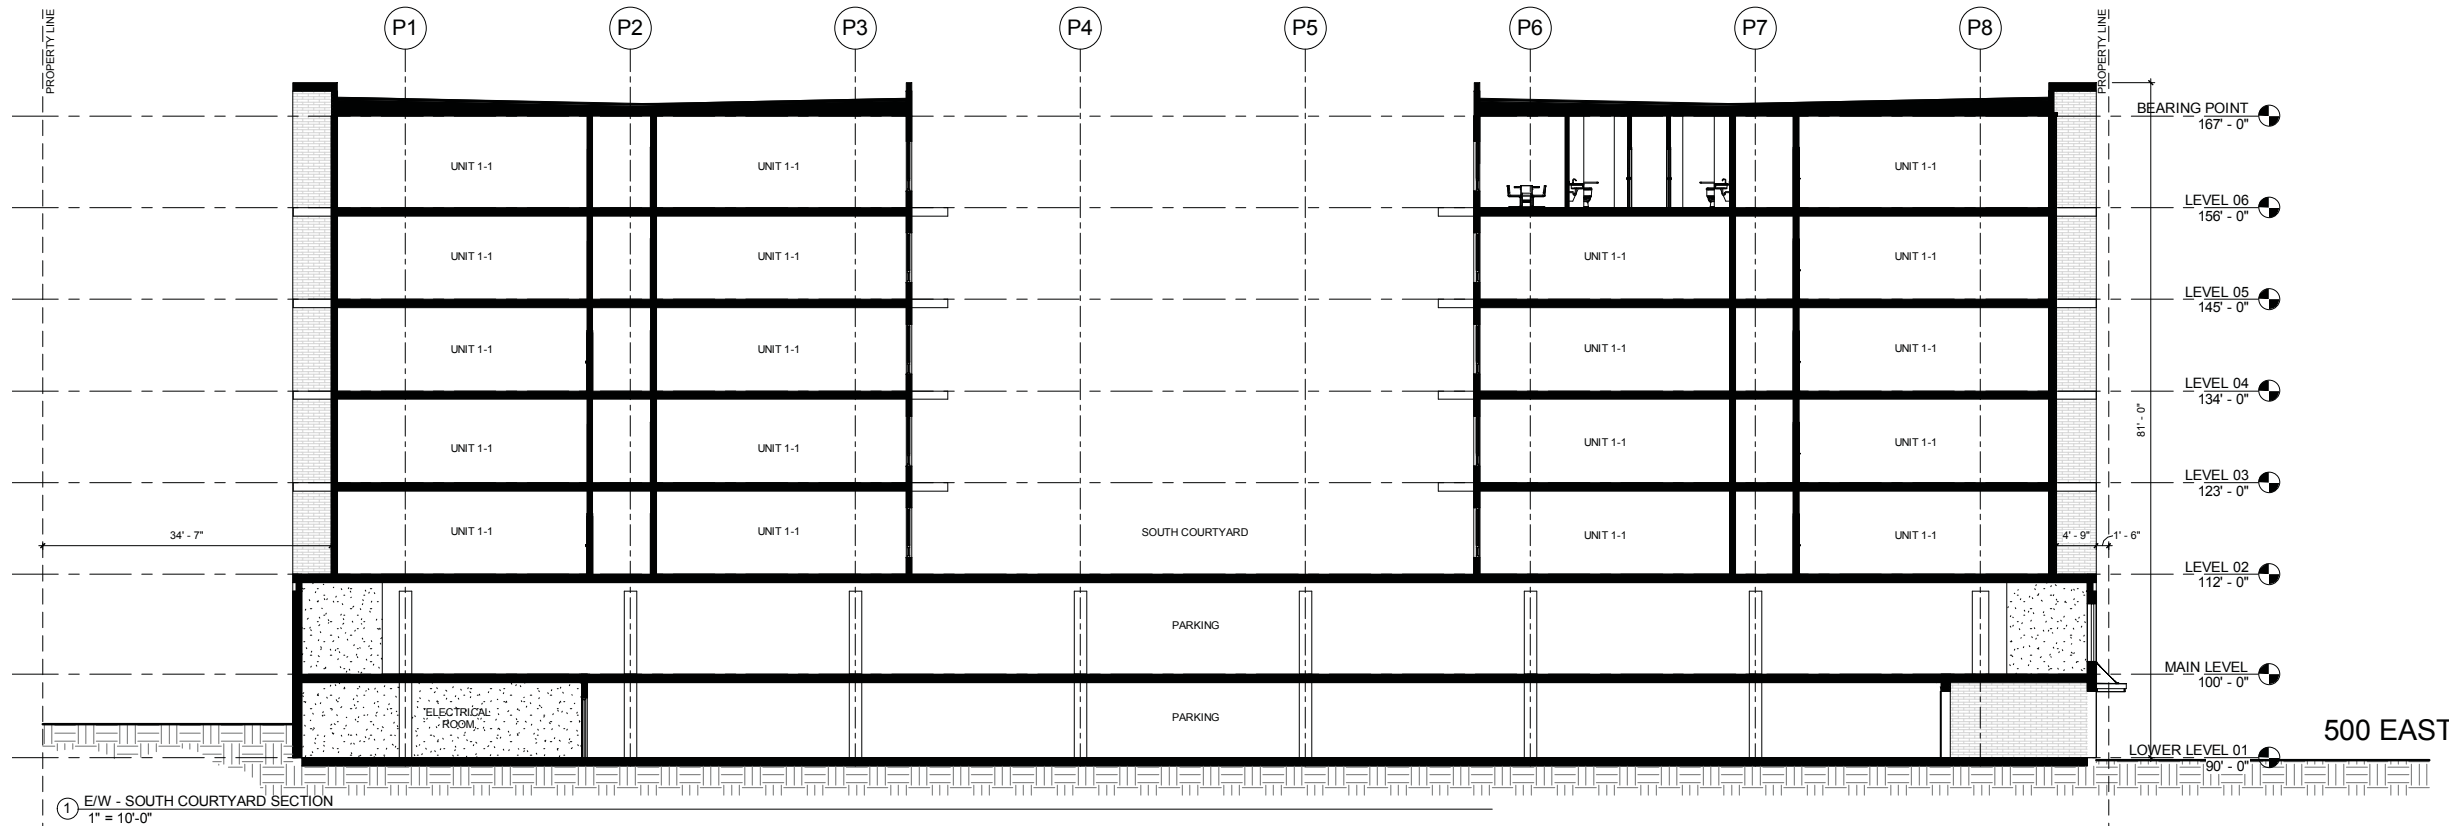 PROPERTY LINE
P1
P2
P3
P4
P5
P6
P7
P8
PROPERTY LINE
BEARING POINT
167' - 0"
UNIT 1-1
UNIT 1-1
UNIT 1-1
LEVEL 06
156' - 0"
UNIT 1-1
UNIT 1-1
UNIT 1-1
UNIT 1-1
LEVEL 05
145' - 0"
UNIT 1-1
UNIT 1-1
UNIT 1-1
UNIT 1-1
LEVEL 04
134' - 0"
81' - 0"
UNIT 1-1
UNIT 1-1
UNIT 1-1
UNIT 1-1
LEVEL 03
123' - 0"
34' - 7"
UNIT 1-1
UNIT 1-1
SOUTH COURTYARD
UNIT 1-1
UNIT 1-1
4' - 9"
1' - 6"
LEVEL 02
112' - 0"
PARKING
MAIN LEVEL
100' - 0"
ELECTRICAL
ROOM
PARKING
500 EAST
LOWER LEVEL 01
90' - 0"
1
E/W - SOUTH COURTYARD SECTION
1" = 10'-0"